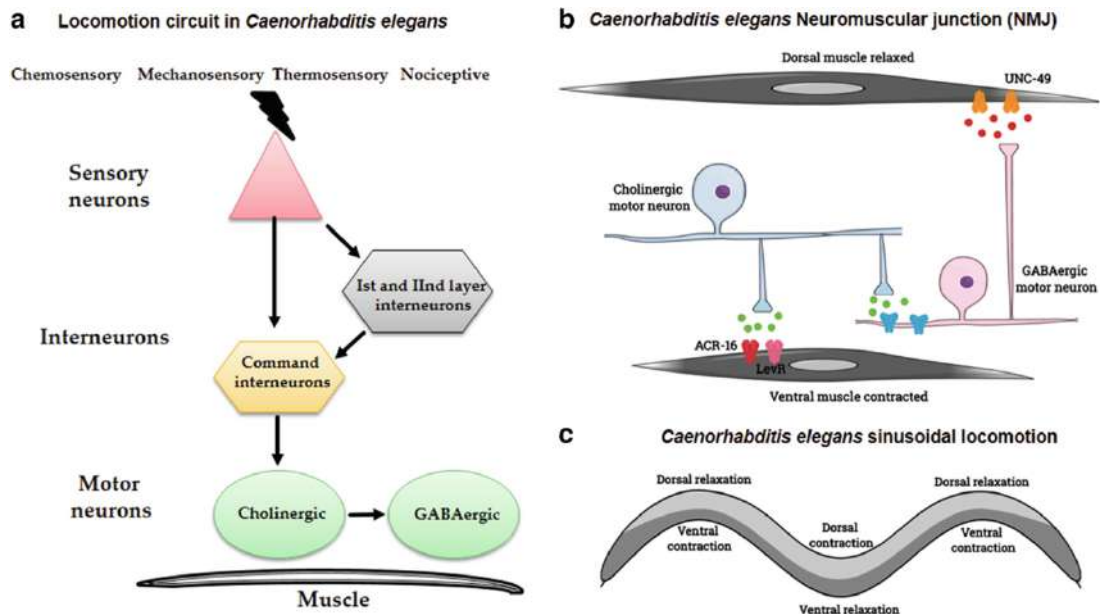 a Locomotion circuit in Caenorhabditis elegans
Chemosensory Mechanosensory Thermosensory Nociceptive
Sensory
neurons
Ist and IInd layer
interneurons
Interneurons
Command
interneurons
Motor
neurons
Cholinergic
GABAergic
Muscle
b Caenorhabditis elegans Neuromuscular junction (NMJ)
Dorsal muscle relaxed
UNC-49
Cholinergic
motor neuron
GABAergic
motor neuron
ACR-16
LevR
Ventral muscle contracted
c Caenorhabditis elegans sinusoidal locomotion
Dorsal relaxation
Dorsal relaxation
Ventral
contraction
Dorsal
contraction
Ventral
contraction
Ventral relaxation